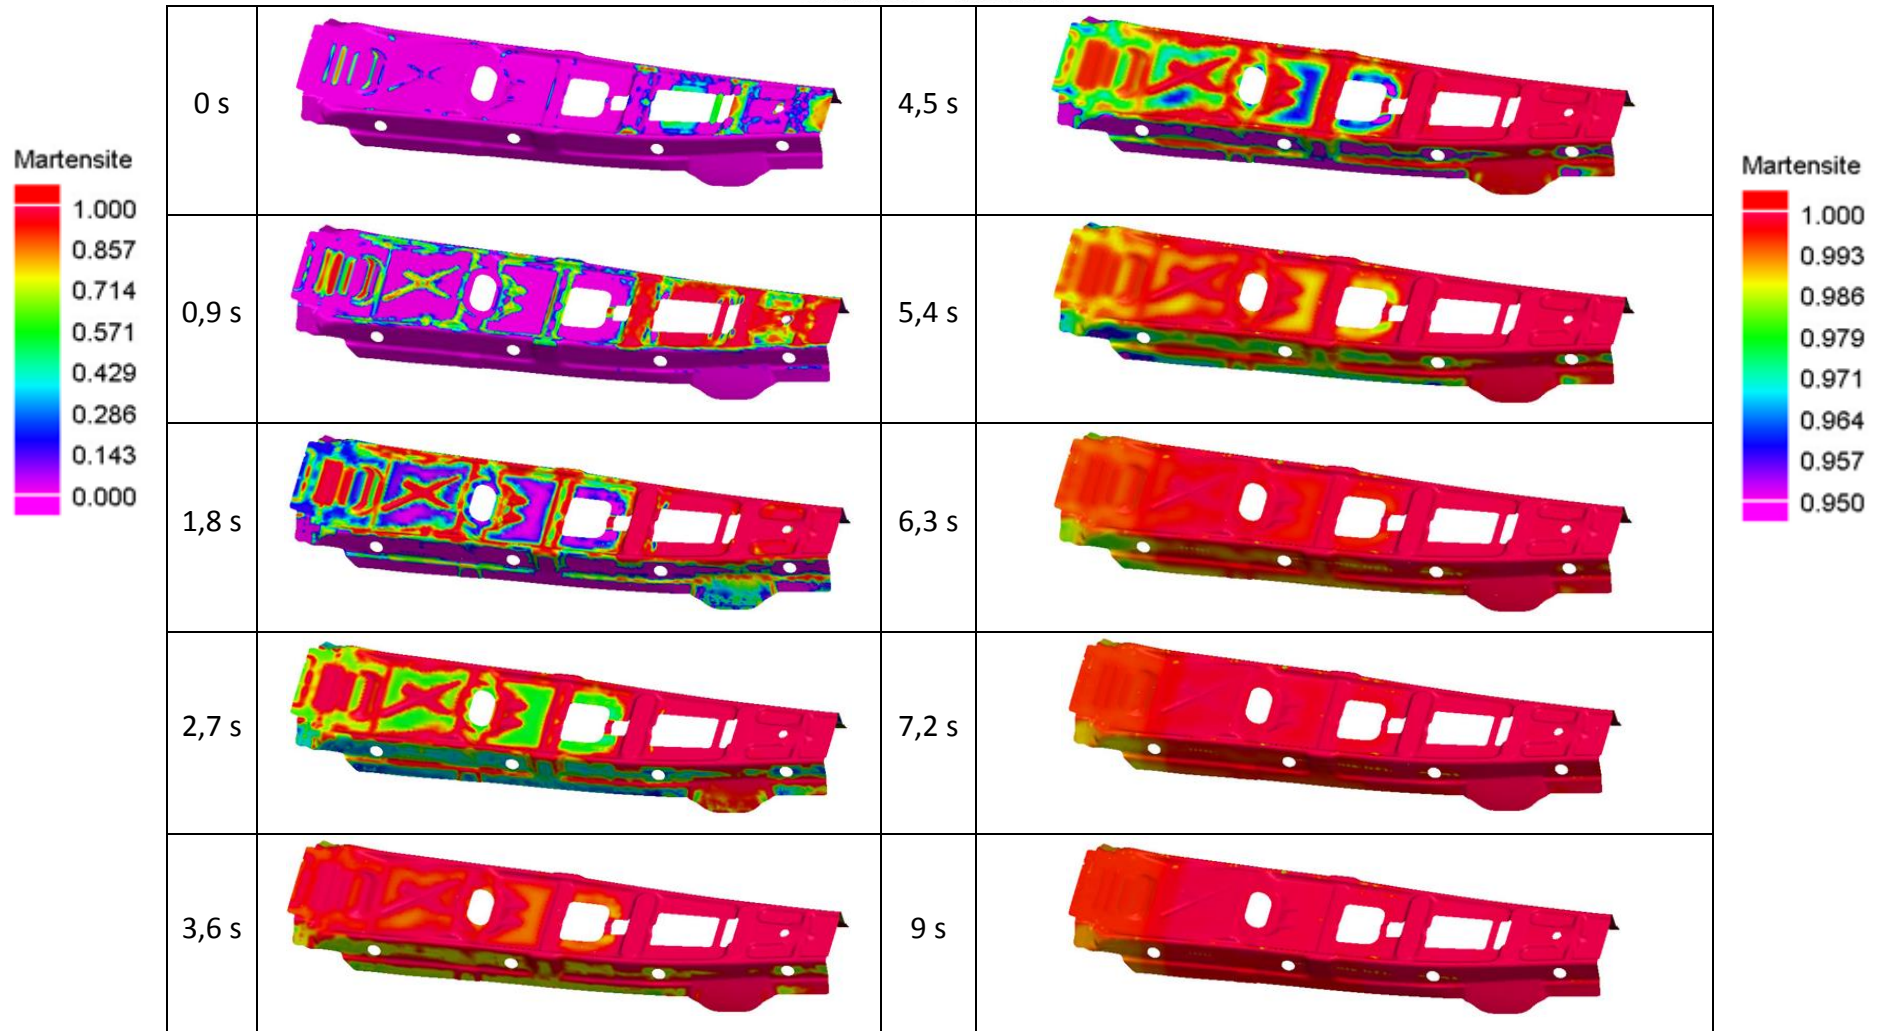 Martensite
1.000
0.857
0.714
0.571
0.429
0.286
0.143
0.000
0 s
0,9 s
1,8 s
2,7 s
3,6 s
4,5 s
5,4 s
6,3 s
7,2 s
9 s
Martensite
1.000
0.993
0.986
0.979
0.971
0.964
0.957
0.950